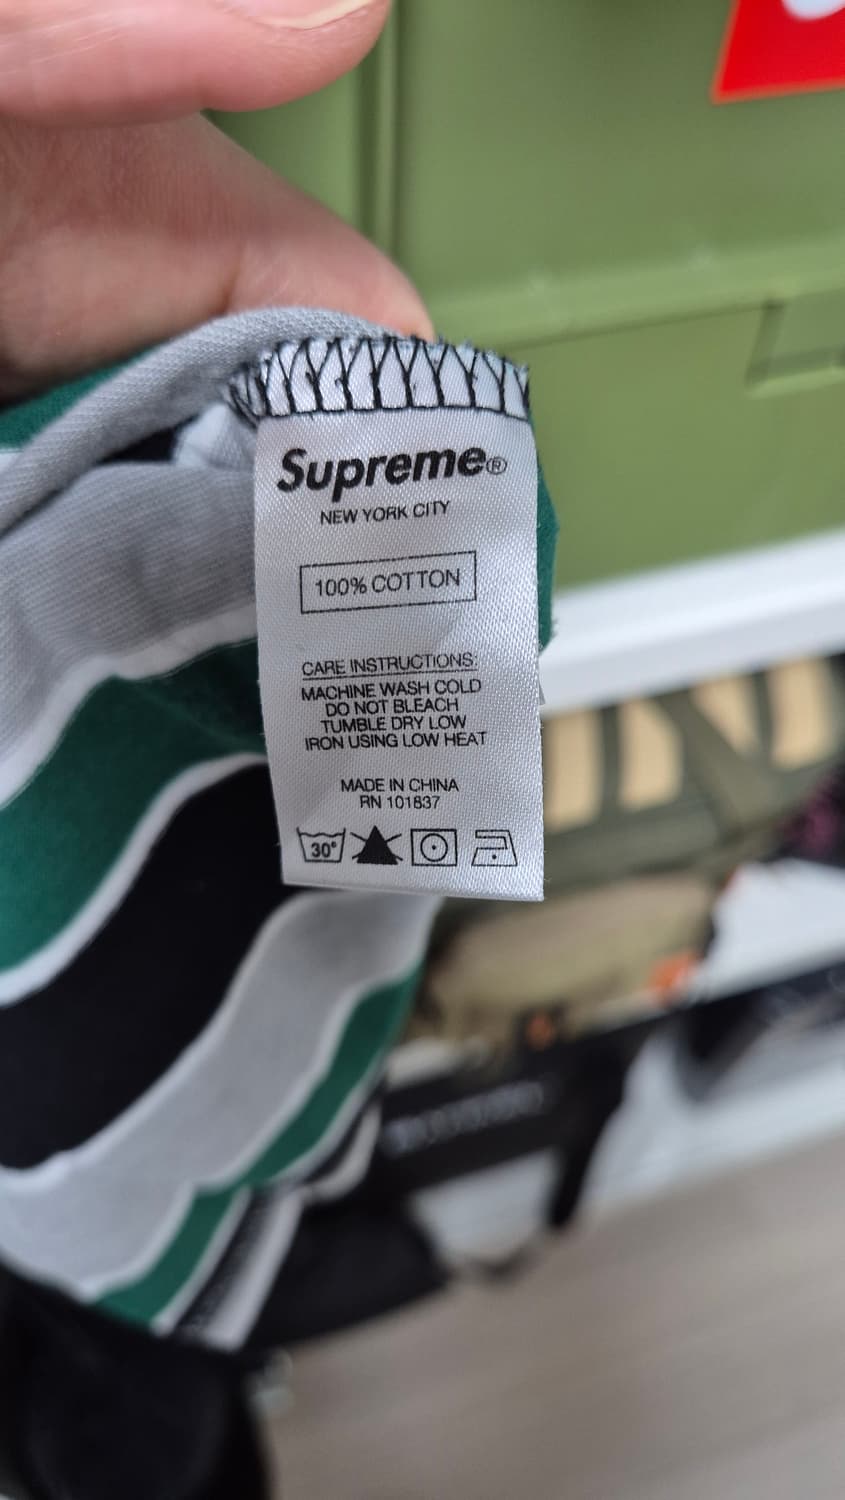 Supreme®
NEW YORK CITY
100% COTTON
CARE INSTRUCTIONS:
MACHINE WASH COLD
DO NOT BLEACH
TUMBLE DRY LOW
IRON USING LOW HEAT
MADE IN CHINA
RN 101837
30°